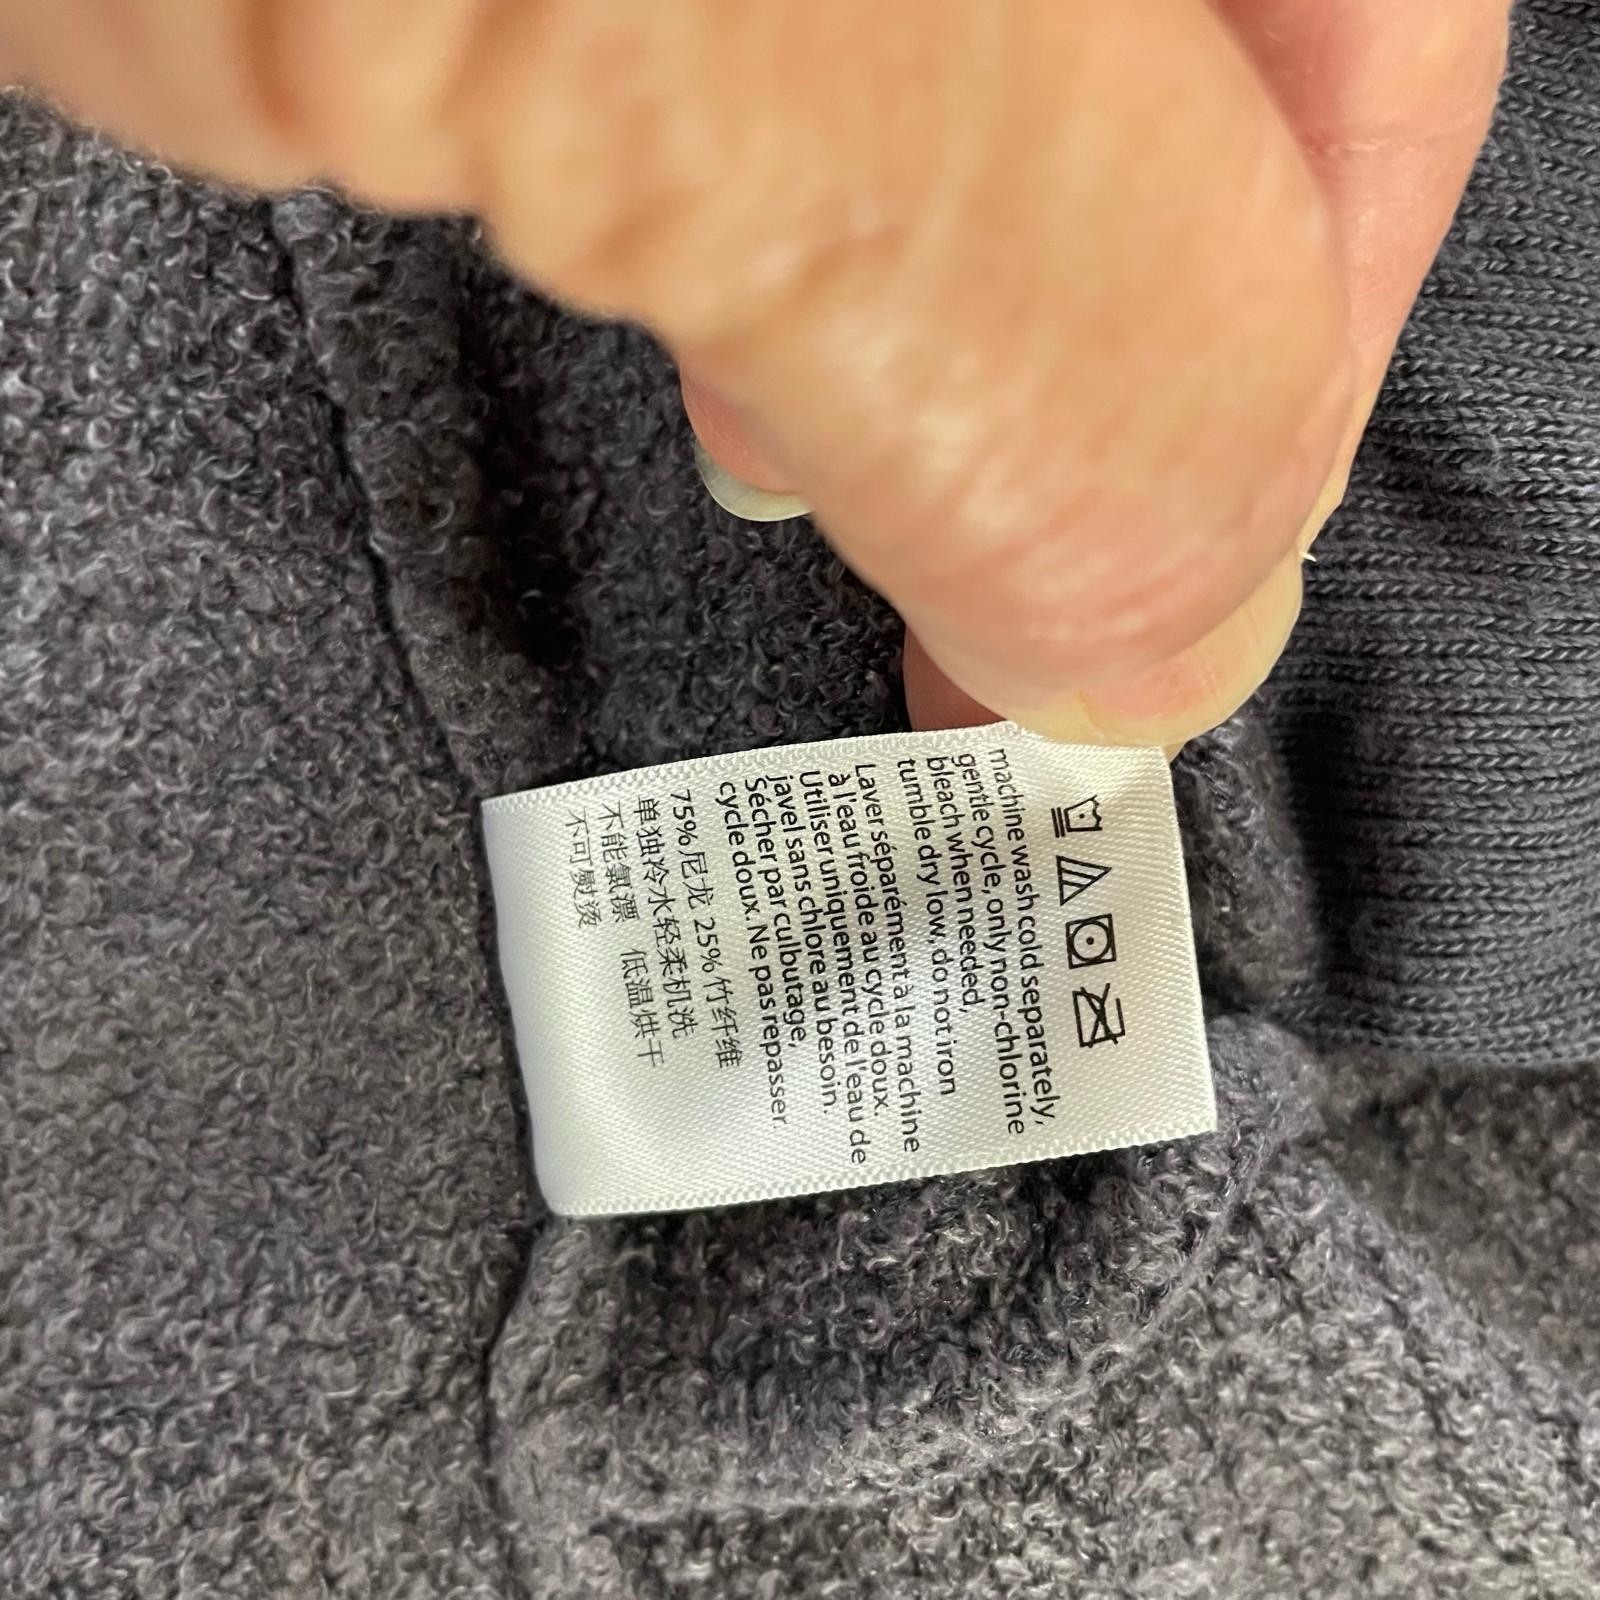 machine wash cold separately,
gentle cycle, only non-chlorine
bleach when needed,
tumble dry low, do not iron
Laver séparément à la machine
à l'eau froide au cycle doux.
Utiliser uniquement de l'eau de
javel sans chlore au besoin.
Sécher par culbutage,
cycle doux. Ne pas repasser
75%尼龙 25%竹纤维
单独冷水轻柔机洗
不能氯漂 低温烘干
不可熨烫